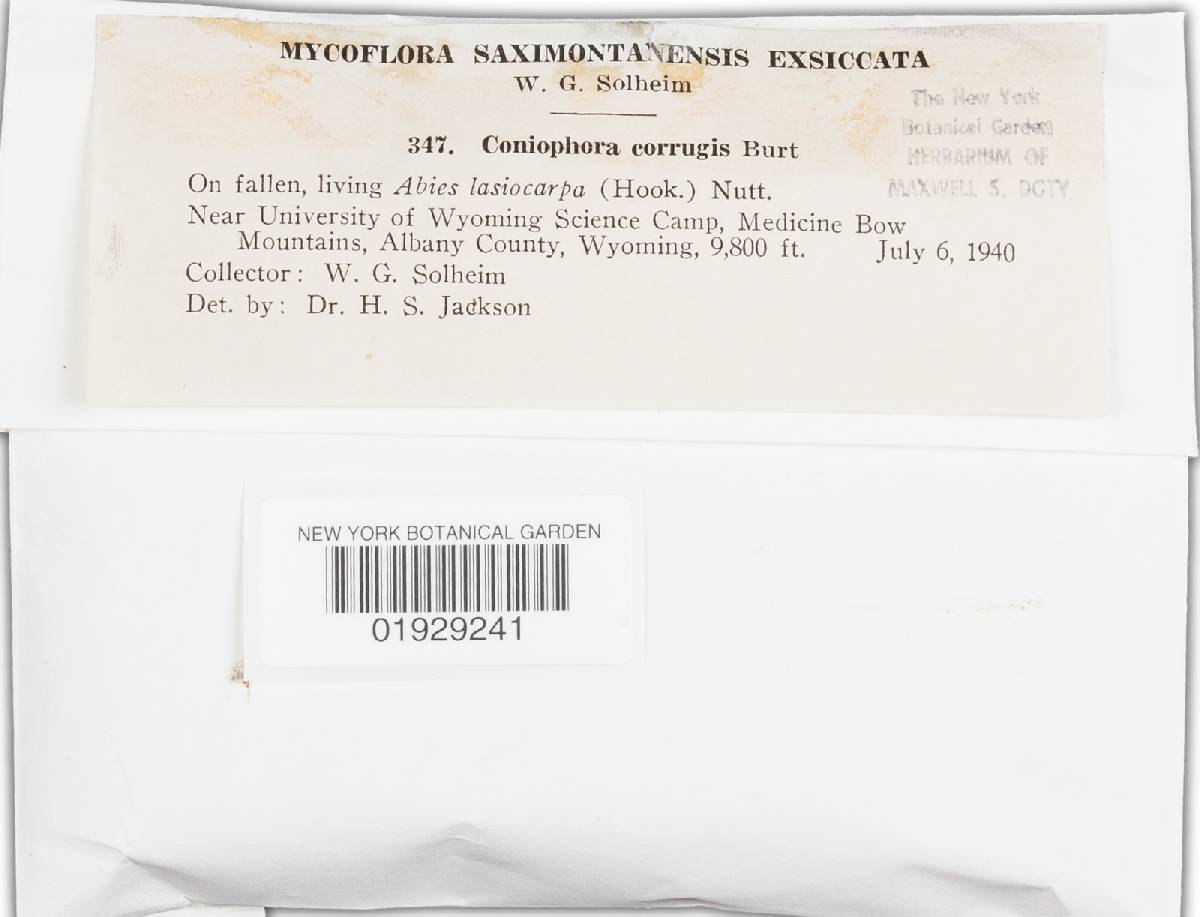 MYCOFLORA SAXIMONTANENSIS EXSICCATA
W. G. Solheim
347. Coniophora corrugis Burt
The New York
Botanical Garden
HERBARIUM OF
MAXWELL S. DOTY
On fallen, living Abies lasiocarpa (Hook.) Nutt.
Near University of Wyoming Science Camp, Medicine Bow
Mountains, Albany County, Wyoming, 9,800 ft. July 6, 1940
Collector: W. G. Solheim
Det. by: Dr. H. S. Jackson
NEW YORK BOTANICAL GARDEN
01929241